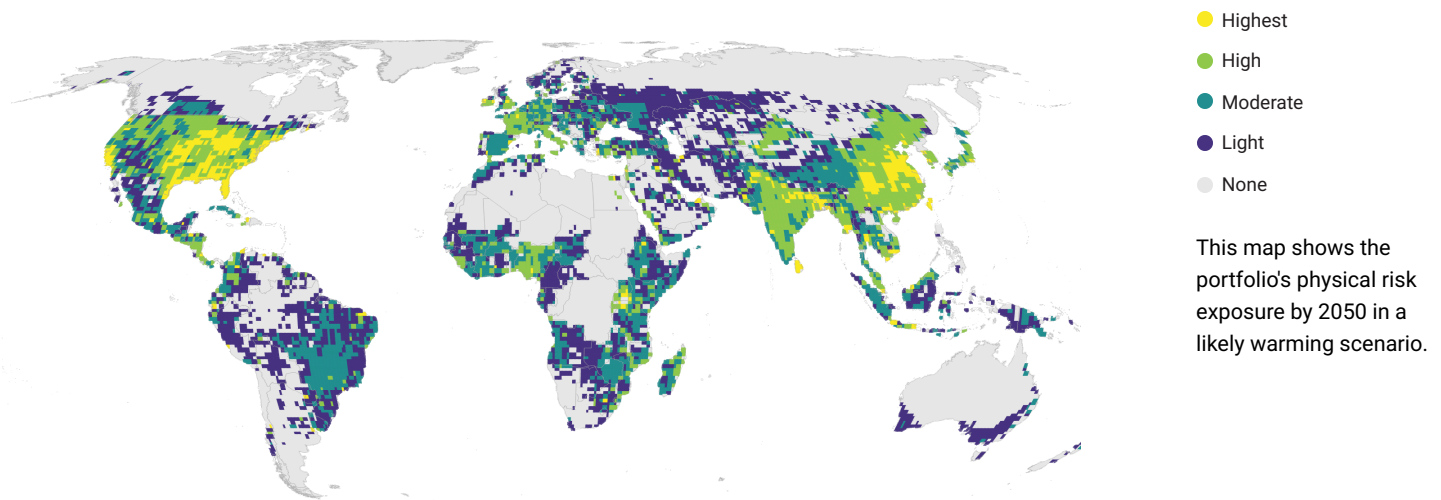 Highest
High
Moderate
Light
None
This map shows the
portfolio's physical risk
exposure by 2050 in a
likely warming scenario.